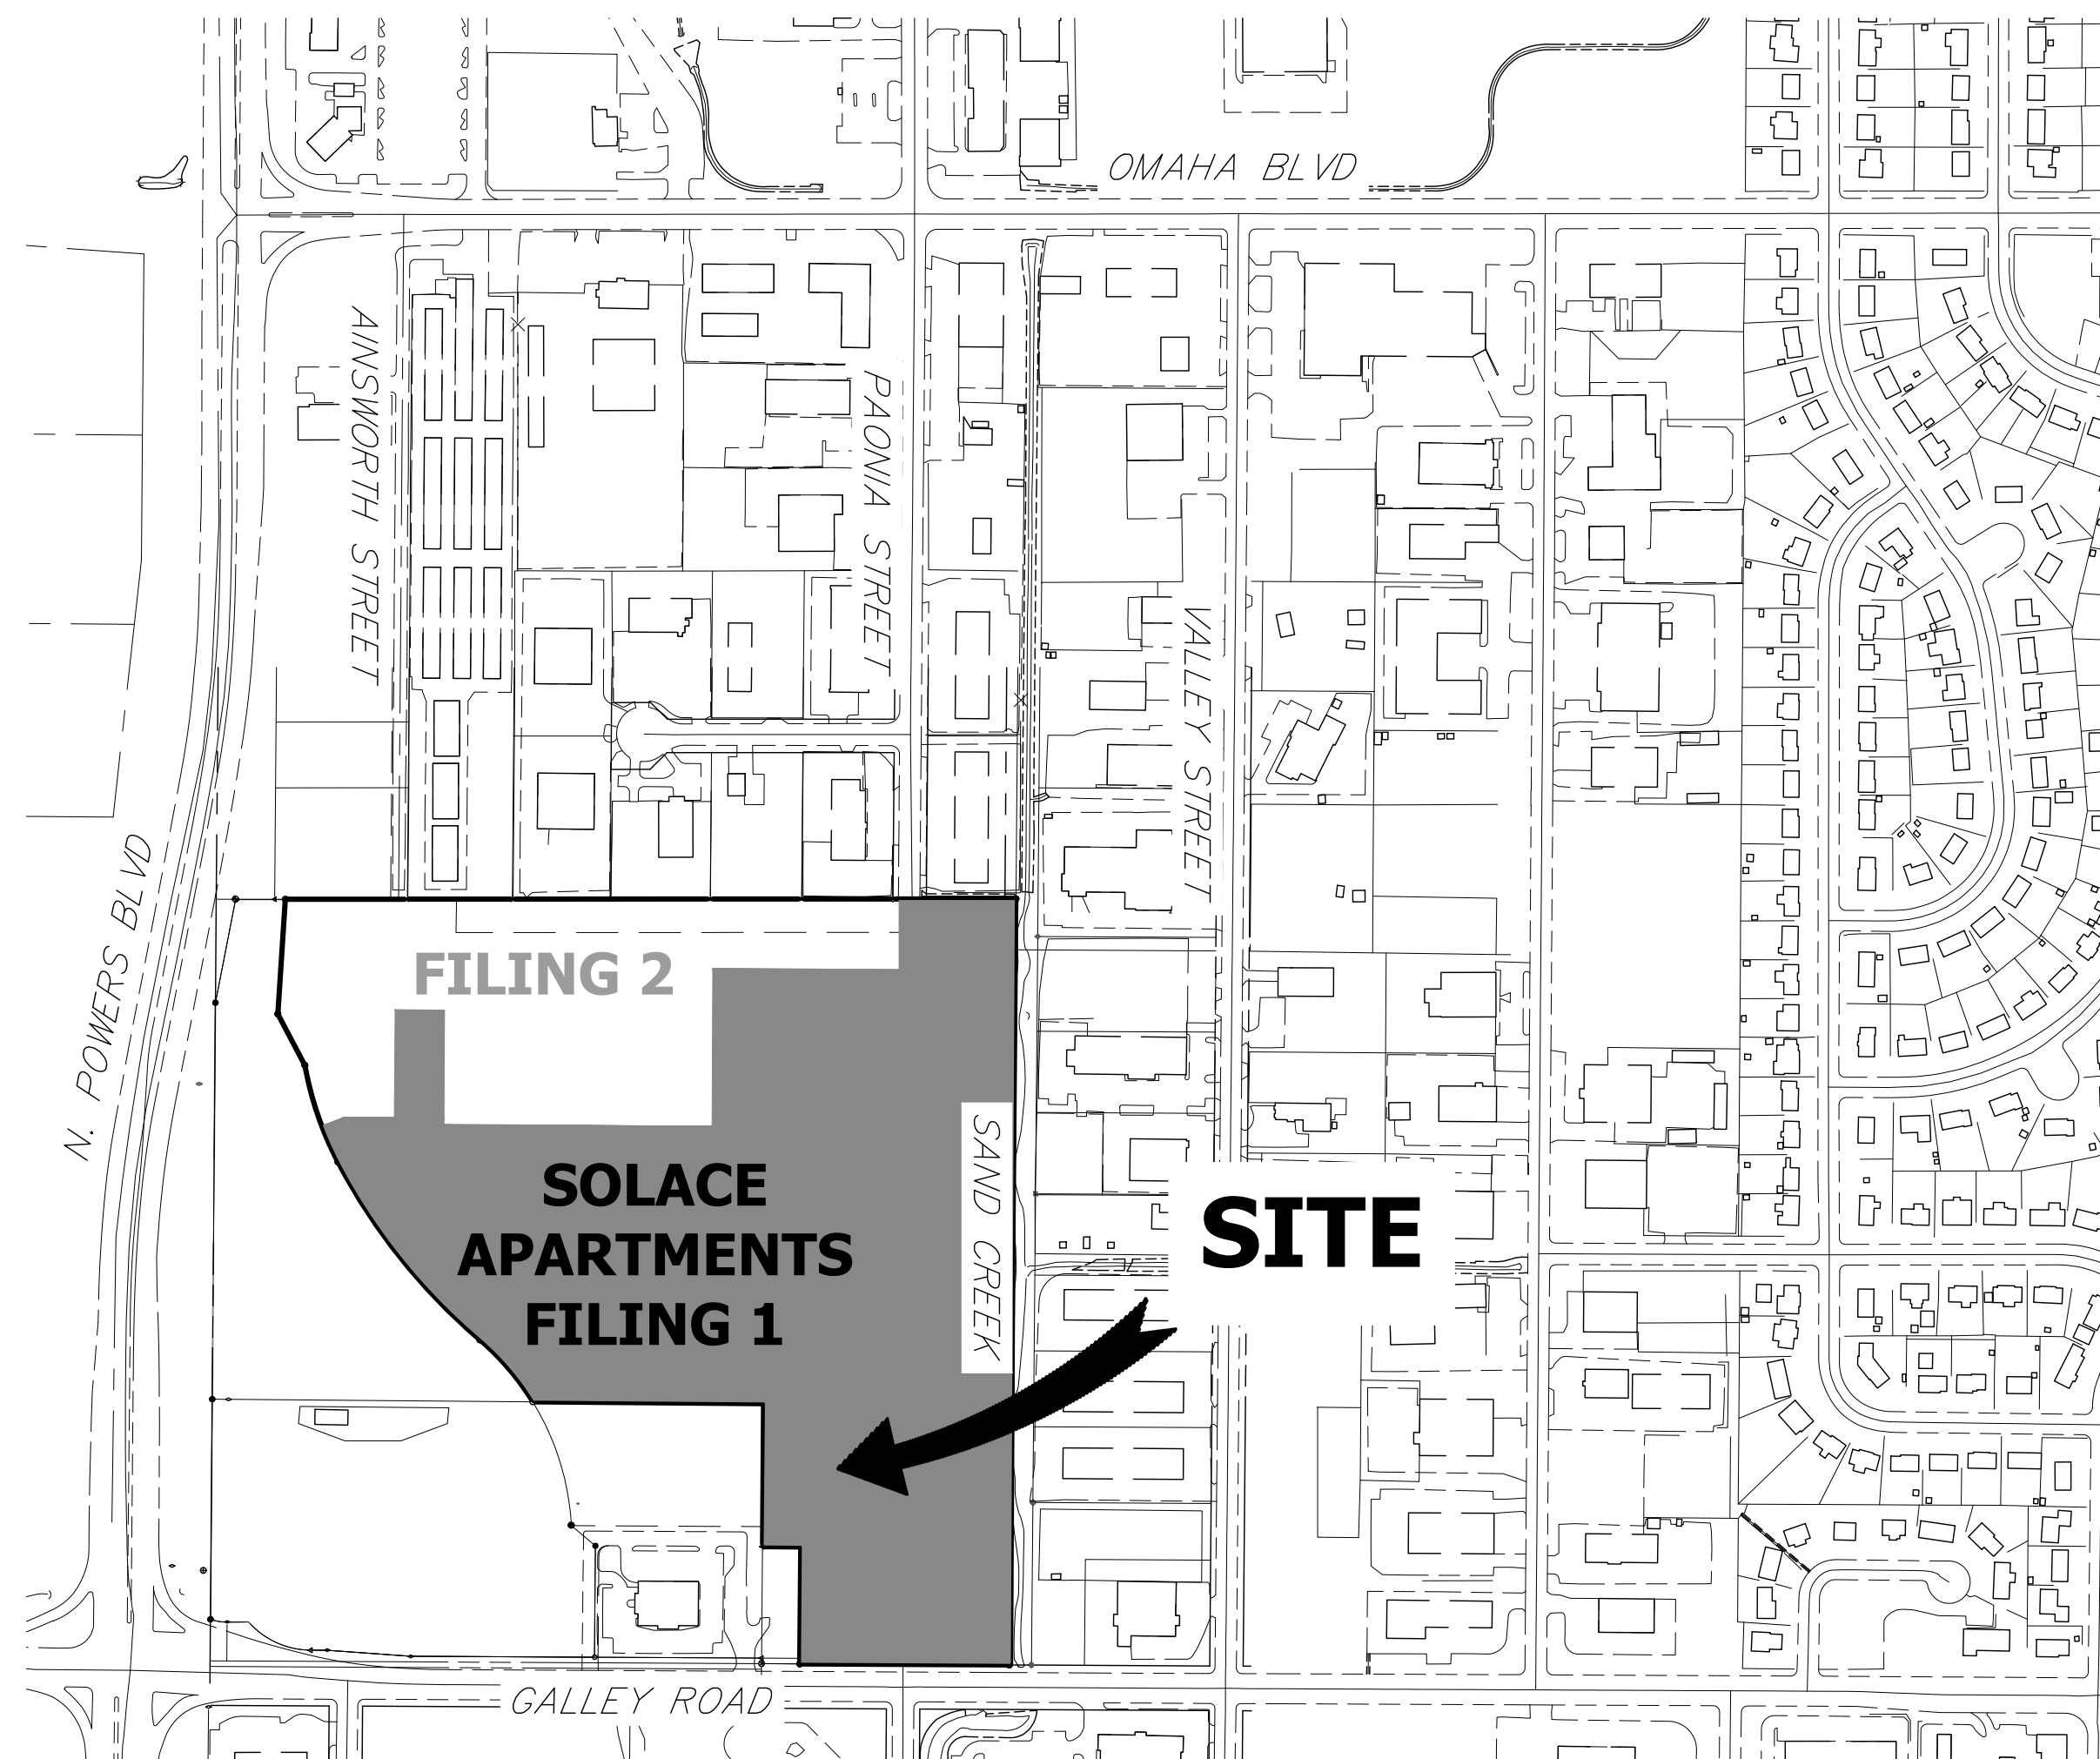 OMAHA BLVD
AINSWORTH STREET
PAONIA STREET
VALLEY STREET
N. POWERS BLVD
FILING 2
SOLACE
APARTMENTS
FILING 1
SAND CREEK
SITE
GALLEY ROAD